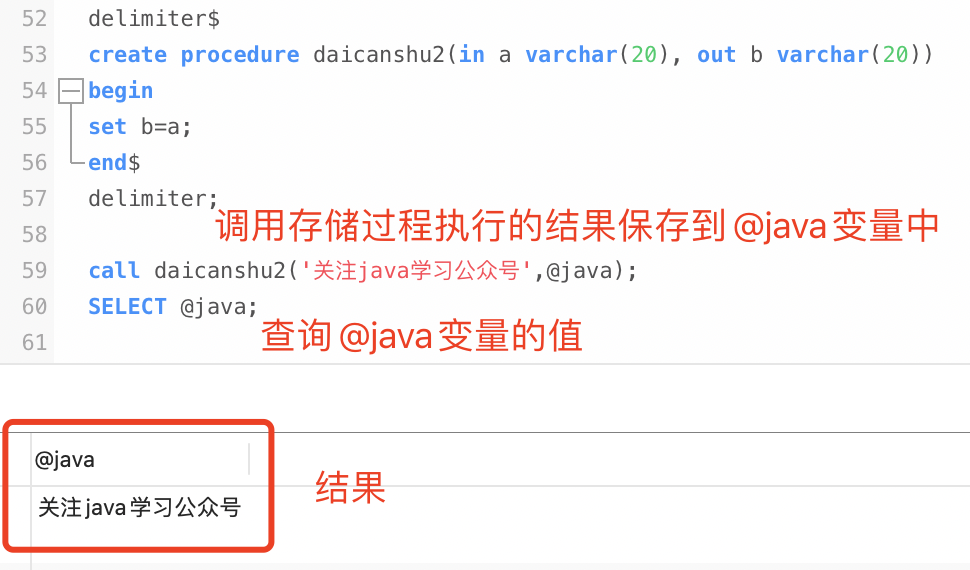 52 delimiter$
53 create procedure daicanshu2(in a varchar(20), out b varchar(20))
54 begin
55 set b=a;
56 end$
57 delimiter;
调用存储过程执行的结果保存到@java变量中
58
59 call daicanshu2('关注java学习公众号',@java);
60 SELECT @java;
查询@java变量的值
61
@java
关注java学习公众号
结果